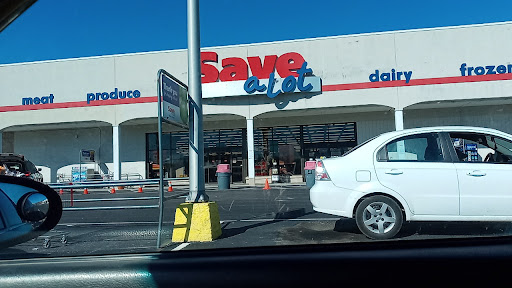 Save
a Lot
meat produce dairy frozen